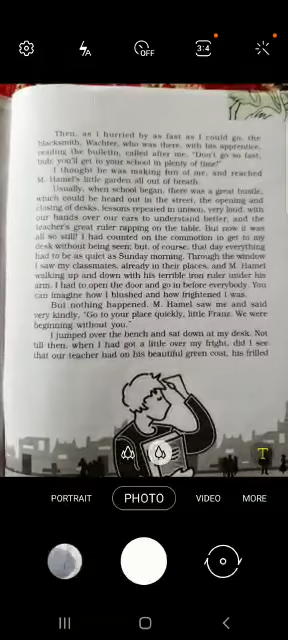 OFF
3:4
Then, as I hurried by as fast as I could go, the
blacksmith, Wachter, who was there, with his apprentice,
reading the bulletin, called after me, "Don't go so fast,
bub; you'll get to your school in plenty of time!"
I thought he was making fun of me, and reached
M. Hamel's little garden all out of breath.
Usually, when school began, there was a great bustle,
which could be heard out in the street, the opening and
closing of desks, lessons repeated in unison, very loud, with
our hands over our ears to understand better, and the
teacher's great ruler rapping on the table. But now it was
all so still! I had counted on the commotion to get to my
desk without being seen; but, of course, that day everything
had to be as quiet as Sunday morning. Through the window
I saw my classmates, already in their places, and M. Hamel
walking up and down with his terrible iron ruler under his
arm. I had to open the door and go in before everybody. You
can imagine how I blushed and how frightened I was.
But nothing happened. M. Hamel saw me and said
very kindly, "Go to your place quickly, little Franz. We were
beginning without you."
I jumped over the bench and sat down at my desk. Not
till then, when I had got a little over my fright, did I see
that our teacher had on his beautiful green coat, his frilled
T
PORTRAIT
PHOTO
VIDEO
MORE